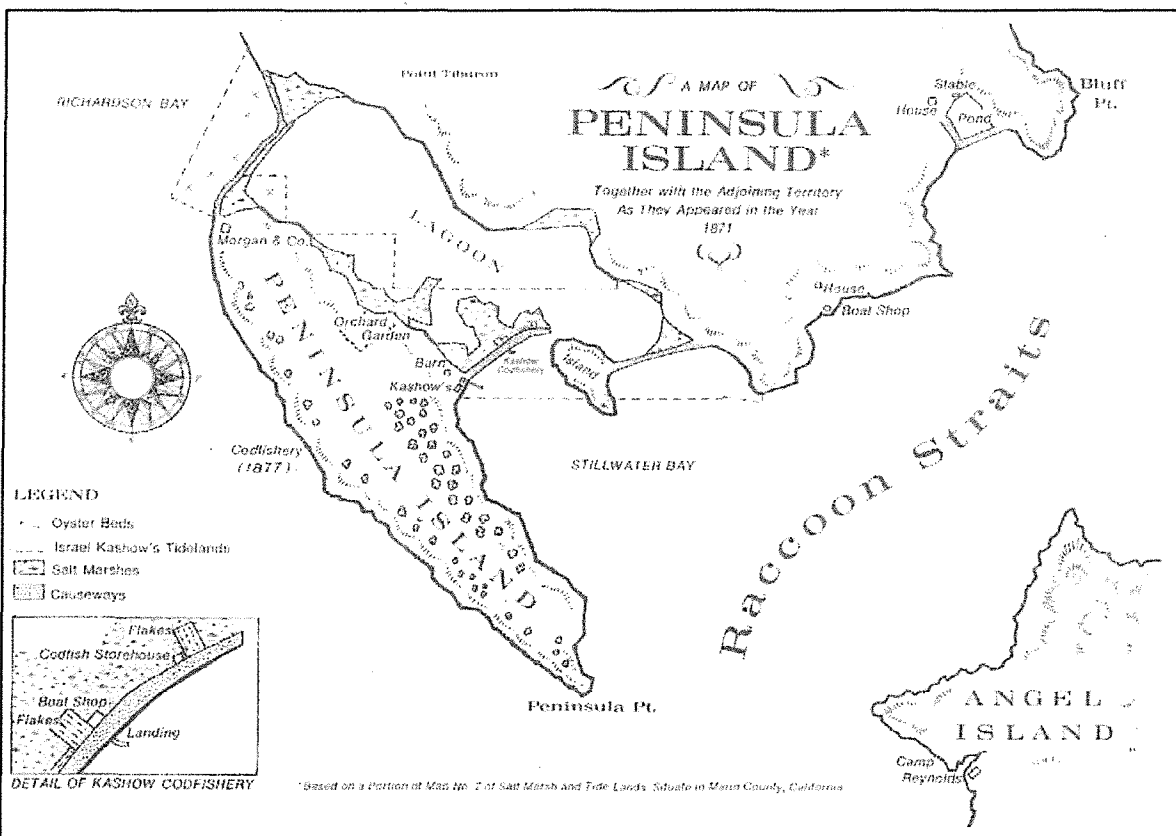 RICHARDSON BAY
Point Tiburon
A MAP OF
PENINSULA
ISLAND*
Together with the Adjoining Territory
As They Appeared in the Year
1871
Stable
House
Pond
Bluff
Pt.
Morgan & Co.
LAGOON
House
Boat Shop
Orchard
Garden
Barn
Kashow's
Kashow
Codfishery
Island
PENINSULA ISLAND
Codfishery
(1877)
STILLWATER BAY
Raccoon Straits
LEGEND
Oyster Beds
Israel Kashow's Tidelands
Salt Marshes
Causeways
Flakes
Codfish Storehouse
Boat Shop
Flakes
Landing
DETAIL OF KASHOW CODFISHERY
Peninsula Pt.
ANGEL
ISLAND
Camp
Reynolds
*Based on a Portion of Map No. 2 of Salt Marsh and Tide Lands Situate in Marin County, California